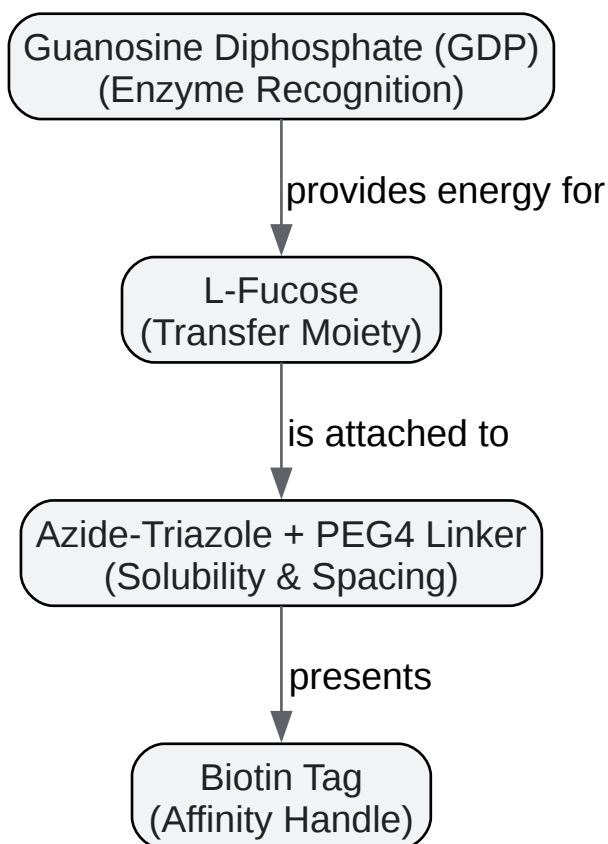 Guanosine Diphosphate (GDP)
(Enzyme Recognition)
provides energy for
L-Fucose
(Transfer Moiety)
is attached to
Azide-Triazole + PEG4 Linker
(Solubility & Spacing)
presents
Biotin Tag
(Affinity Handle)